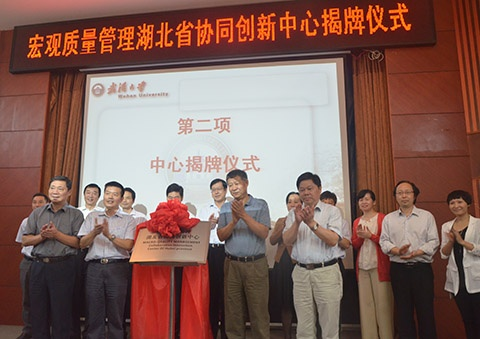 宏观质量管理湖北省协同创新中心揭牌仪式
武汉大学
Wuhan University
第二项
中心揭牌仪式